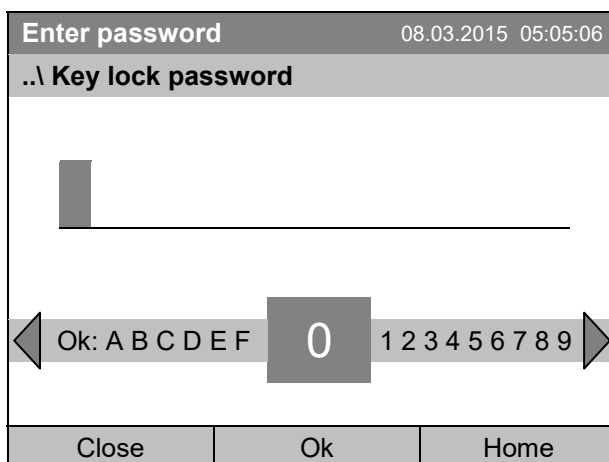 Enter password 08.03.2015 05:05:06
..\ Key lock password
Ok: A B C D E F 0 1 2 3 4 5 6 7 8 9
Close Ok Home